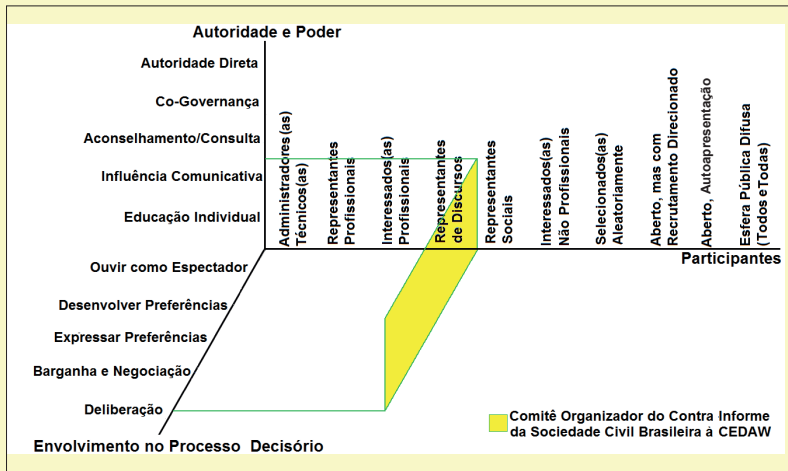 Autoridade e Poder
Autoridade Direta
Co-Governança
Aconselhamento/Consulta
Influência Comunicativa
Educação Individual
Administradores(as)
Técnicos(as)
Representantes
Profissionais
Interessados(as)
Profissionais
Representantes
de Discursos
Representantes
Sociais
Interessados(as)
Não Profissionais
Selecionados(as)
Aleatoriamente
Aberto, mas com
Recrutamento Direcionado
Aberto, Autoapresentação
Esfera Pública Difusa
(Todos e Todas)
Participantes
Ouvir como Espectador
Desenvolver Preferências
Expressar Preferências
Barganha e Negociação
Deliberação
Envolvimento no Processo Decisório
Comitê Organizador do Contra Informe
da Sociedade Civil Brasileira à CEDAW